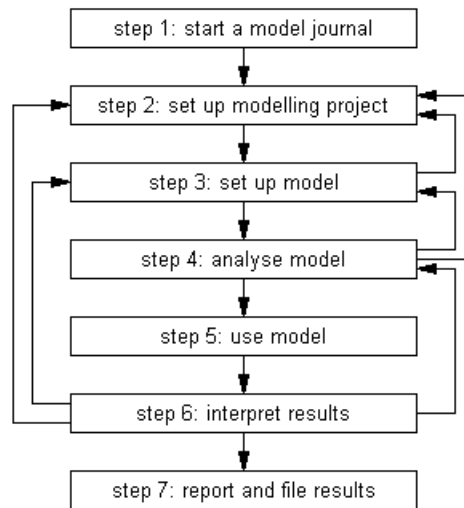 step 1: start a model journal
step 2: set up modelling project
step 3: set up model
step 4: analyse model
step 5: use model
step 6: interpret results
step 7: report and file results